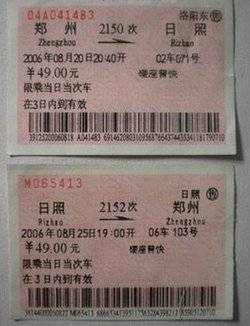 04A041483 洛阳东 售
郑州 2150次 日照
Zhengzhou Rizhao
2006年08月20日20:40开 02车071号
￥49.00元 硬座普快
限乘当日当次车
在3日内到有效
M065413 日照 售
日照 2152次 郑州
Rizhao Zhengzhou
2006年08月25日19:00开 06车103号
￥49.00元 硬座普快
限乘当日当次车
在3日内到有效